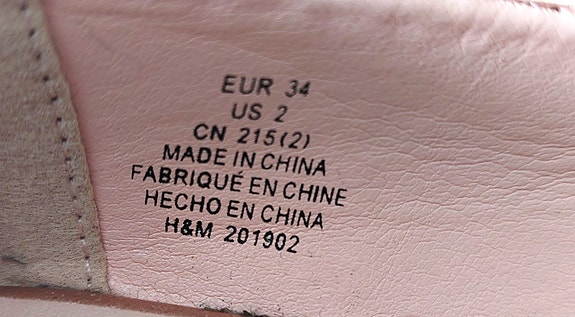 EUR 34
US 2
CN 215(2)
MADE IN CHINA
FABRIQUÉ EN CHINE
HECHO EN CHINA
H&M 201902